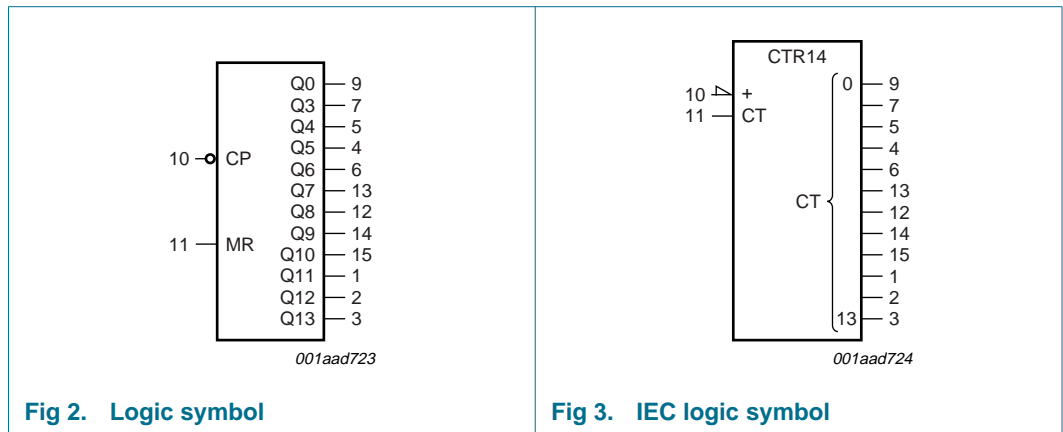 Q0 9
Q3 7
Q4 5
Q5 4
10 CP Q6 6
Q7 13
Q8 12
Q9 14
11 MR Q10 15
Q11 1
Q12 2
Q13 3
001aad723
Fig 2. Logic symbol
CTR14
0 9
10 + 7
11 CT 5
4
6
13
CT 12
14
15
1
2
13 3
001aad724
Fig 3. IEC logic symbol